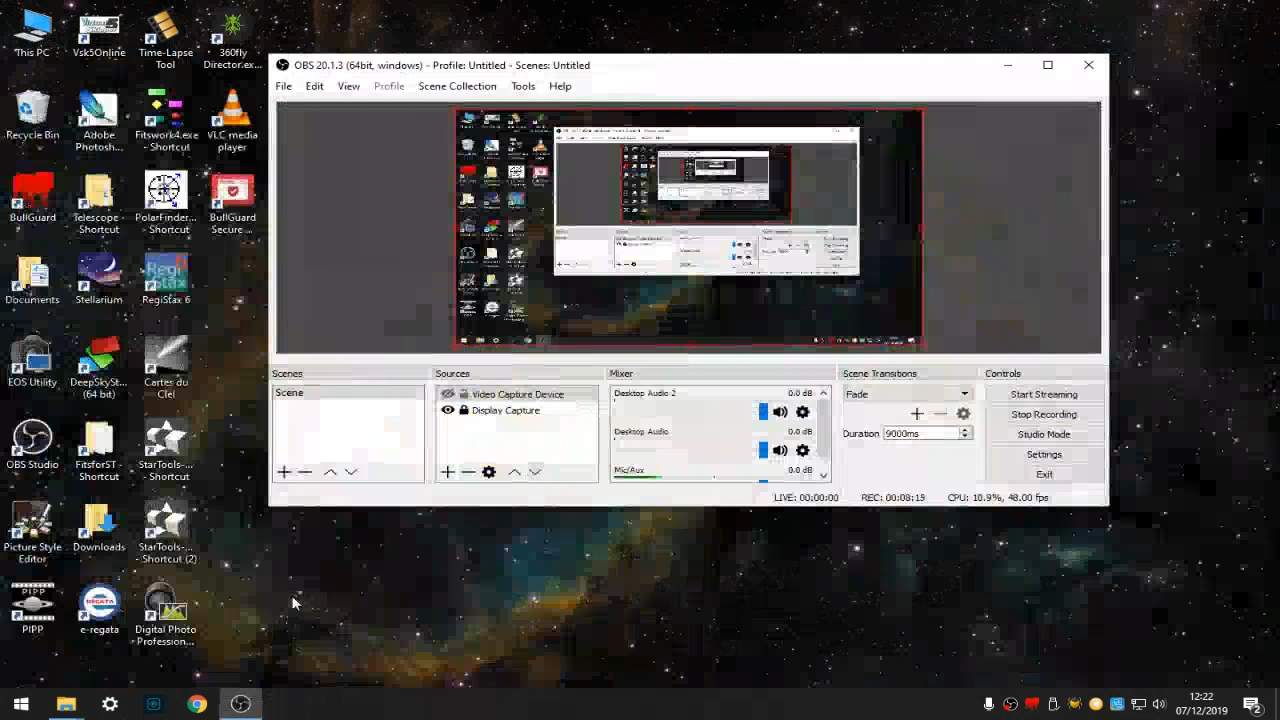 This PC
Vsk5Online
Time-Lapse
Tool
360fly
Director.ex...
Recycle Bin
Adobe
Photosh...
Fitswork4.exe
- Shortcut
VLC media
player
BullGuard
Telescope -
Shortcut
PolarFinder...
- Shortcut
BullGuard
Secure ...
Documents
stellarium
RegiStax 6
EOS Utility
DeepSkySt...
(64 bit)
Cartes du
Ciel
OBS Studio
FitsforST -
Shortcut
StarTools-...
- Shortcut
Picture Style
Editor
Downloads
StarTools-...
- Shortcut (2)
PIPP
PIPP
e-regata
Digital Photo
Profession...
OBS 20.1.3 (64bit, windows) - Profile: Untitled - Scenes: Untitled
File Edit View Profile Scene Collection Tools Help
Scenes Sources Mixer Scene Transitions Controls
Scene
Video Capture Device
Display Capture
Desktop Audio 2 0.0 dB
Desktop Audio 0.0 dB
Mic/Aux 0.0 dB
Fade
Duration 9000ms
Start Streaming
Stop Recording
Studio Mode
Settings
Exit
LIVE: 00:00:00 REC: 00:08:19 CPU: 10.9%, 48.00 fps
12:22
07/12/2019
2